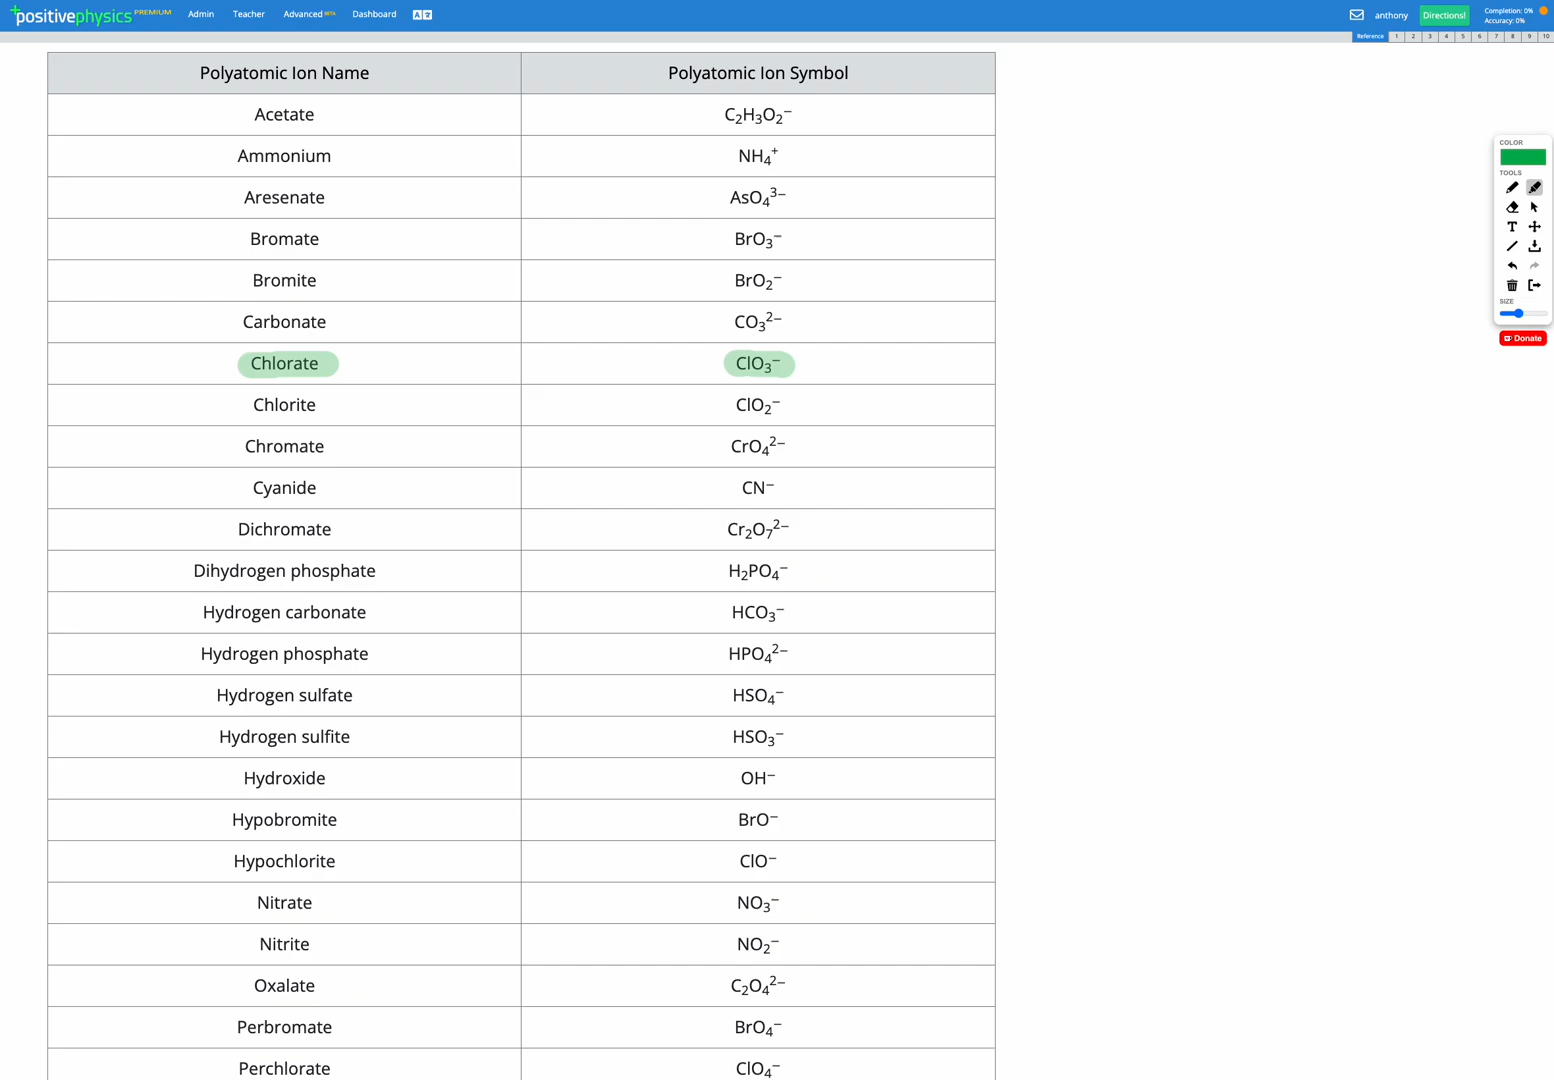 positivephysics PREMIUM Admin Teacher Advanced BETA Dashboard A文 anthony Directions! Completion: 0%
Accuracy: 0%
Reference 1 2 3 4 5 6 7 8 9 10
Polyatomic Ion Name Polyatomic Ion Symbol
Acetate C₂H₃O₂⁻
Ammonium NH₄⁺
Aresenate AsO₄³⁻
Bromate BrO₃⁻
Bromite BrO₂⁻
Carbonate CO₃²⁻
Chlorate ClO₃⁻
Chlorite ClO₂⁻
Chromate CrO₄²⁻
Cyanide CN⁻
Dichromate Cr₂O₇²⁻
Dihydrogen phosphate H₂PO₄⁻
Hydrogen carbonate HCO₃⁻
Hydrogen phosphate HPO₄²⁻
Hydrogen sulfate HSO₄⁻
Hydrogen sulfite HSO₃⁻
Hydroxide OH⁻
Hypobromite BrO⁻
Hypochlorite ClO⁻
Nitrate NO₃⁻
Nitrite NO₂⁻
Oxalate C₂O₄²⁻
Perbromate BrO₄⁻
Perchlorate ClO₄⁻
COLOR
TOOLS
T
SIZE
Donate